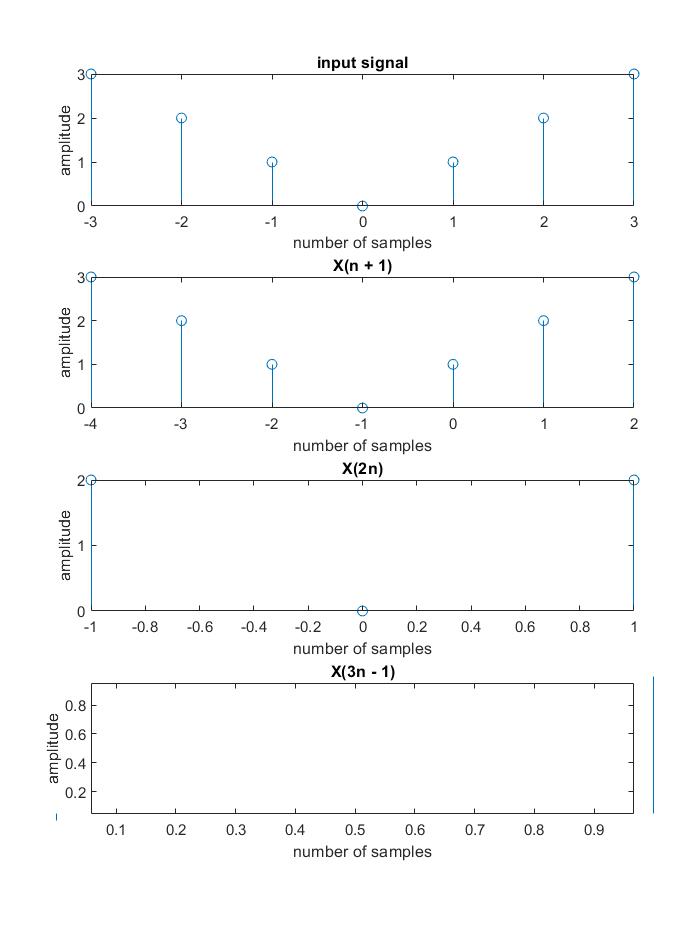 input signal
3
2
1
0
amplitude
-3 -2 -1 0 1 2 3
number of samples
X(n + 1)
3
2
1
0
amplitude
-4 -3 -2 -1 0 1 2
number of samples
X(2n)
2
1
0
amplitude
-1 -0.8 -0.6 -0.4 -0.2 0 0.2 0.4 0.6 0.8 1
number of samples
X(3n - 1)
0.8
0.6
0.4
0.2
amplitude
0.1 0.2 0.3 0.4 0.5 0.6 0.7 0.8 0.9
number of samples